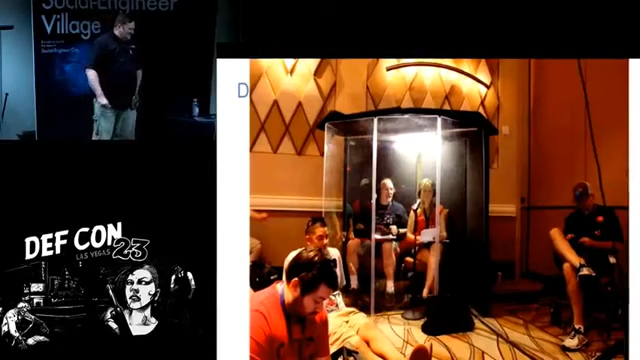 Social-Engineer
Village
D
DEF CON
LAS VEGAS 23